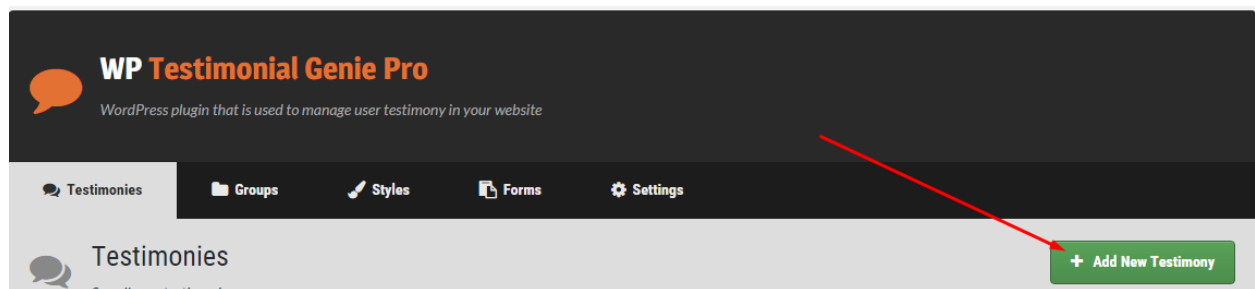 WP Testimonial Genie Pro
WordPress plugin that is used to manage user testimony in your website
Testimonies
Groups
Styles
Forms
Settings
Testimonies
+ Add New Testimony